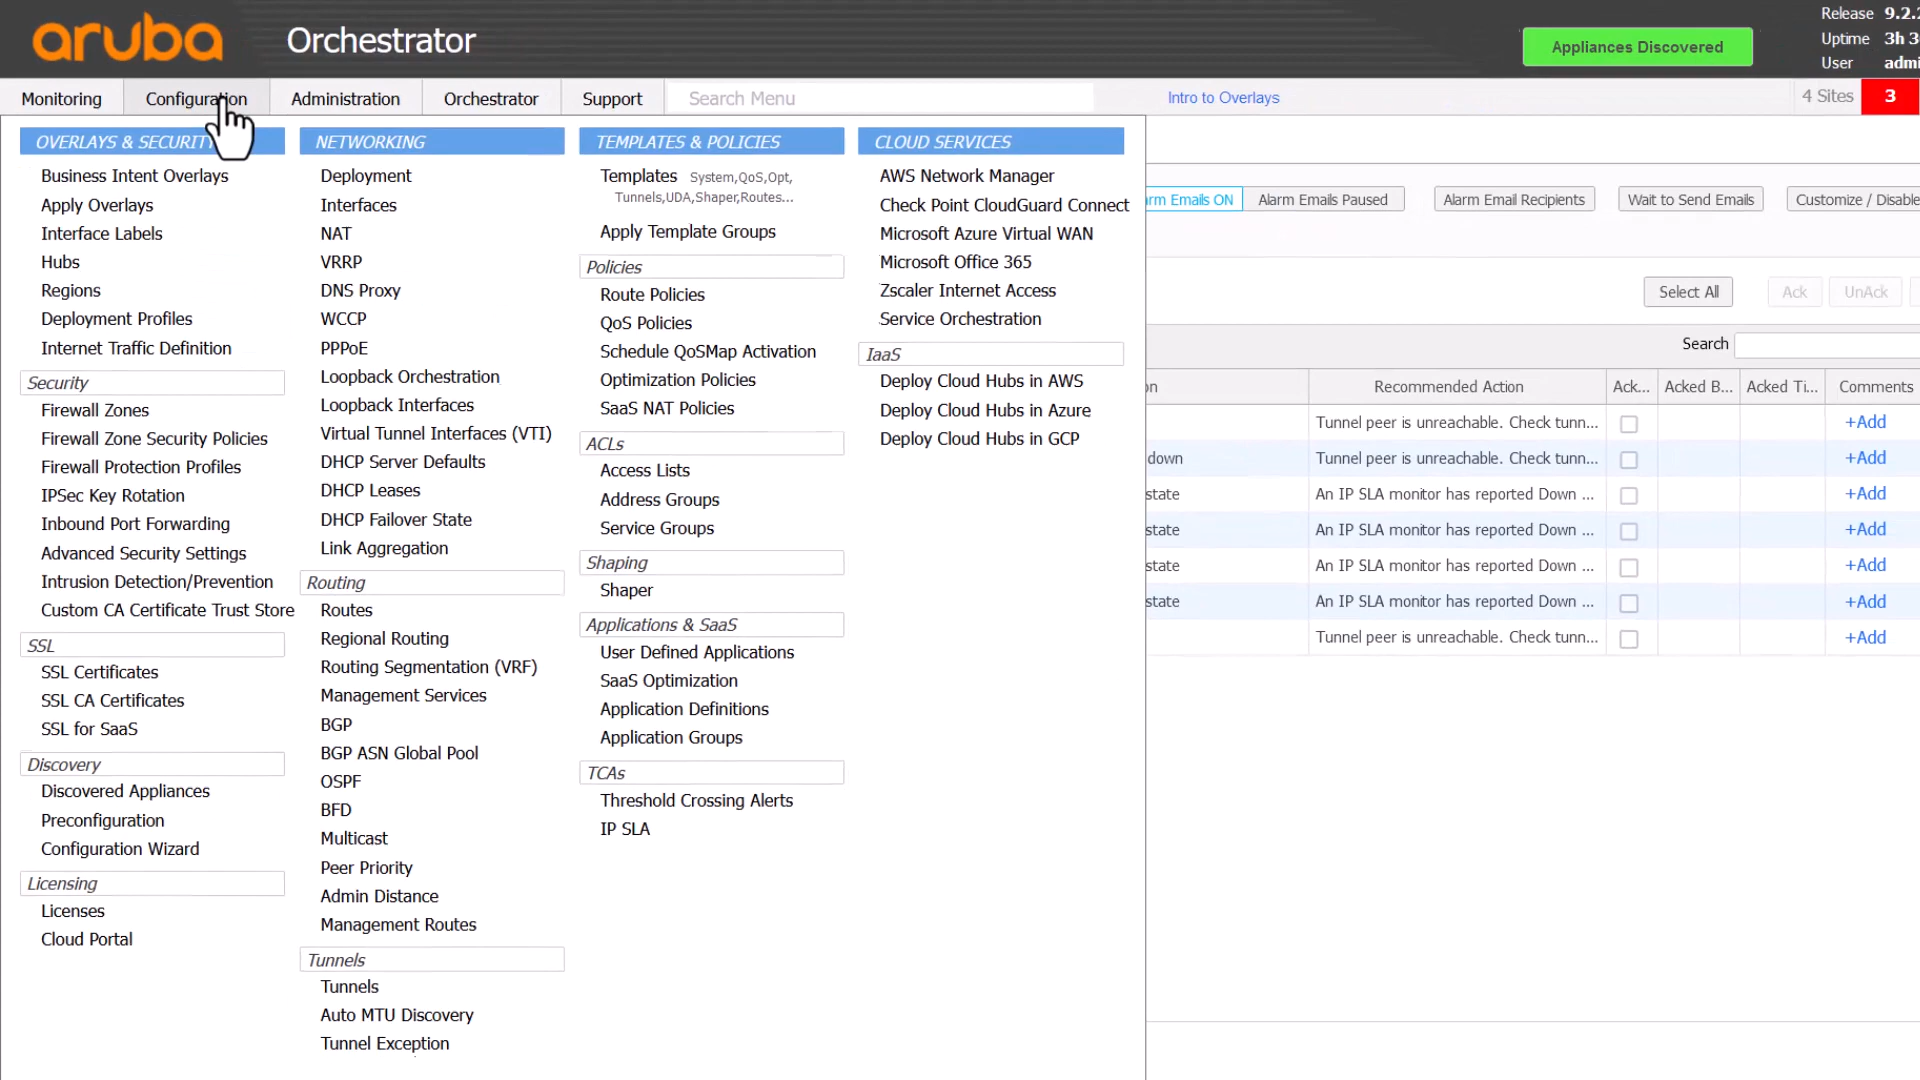 aruba
Orchestrator
Appliances Discovered
Release 9.2.
Uptime 3h 3
User admi
Monitoring
Configuration
Administration
Orchestrator
Support
Search Menu
Intro to Overlays
4 Sites
3
OVERLAYS & SECURITY
Business Intent Overlays
Apply Overlays
Interface Labels
Hubs
Regions
Deployment Profiles
Internet Traffic Definition
Security
Firewall Zones
Firewall Zone Security Policies
Firewall Protection Profiles
IPSec Key Rotation
Inbound Port Forwarding
Advanced Security Settings
Intrusion Detection/Prevention
Custom CA Certificate Trust Store
SSL
SSL Certificates
SSL CA Certificates
SSL for SaaS
Discovery
Discovered Appliances
Preconfiguration
Configuration Wizard
Licensing
Licenses
Cloud Portal
NETWORKING
Deployment
Interfaces
NAT
VRRP
DNS Proxy
WCCP
PPPoE
Loopback Orchestration
Loopback Interfaces
Virtual Tunnel Interfaces (VTI)
DHCP Server Defaults
DHCP Leases
DHCP Failover State
Link Aggregation
Routing
Routes
Regional Routing
Routing Segmentation (VRF)
Management Services
BGP
BGP ASN Global Pool
OSPF
BFD
Multicast
Peer Priority
Admin Distance
Management Routes
Tunnels
Tunnels
Auto MTU Discovery
Tunnel Exception
TEMPLATES & POLICIES
Templates System,QoS,Opt,
Tunnels,UDA,Shaper,Routes...
Apply Template Groups
Policies
Route Policies
QoS Policies
Schedule QoSMap Activation
Optimization Policies
SaaS NAT Policies
ACLs
Access Lists
Address Groups
Service Groups
Shaping
Shaper
Applications & SaaS
User Defined Applications
SaaS Optimization
Application Definitions
Application Groups
TCAs
Threshold Crossing Alerts
IP SLA
CLOUD SERVICES
AWS Network Manager
Check Point CloudGuard Connect
Microsoft Azure Virtual WAN
Microsoft Office 365
Zscaler Internet Access
Service Orchestration
IaaS
Deploy Cloud Hubs in AWS
Deploy Cloud Hubs in Azure
Deploy Cloud Hubs in GCP
rm Emails ON
Alarm Emails Paused
Alarm Email Recipients
Wait to Send Emails
Customize / Disable
Select All
Ack
UnAck
Search
on
Recommended Action
Ack...
Acked B...
Acked Ti...
Comments
Tunnel peer is unreachable. Check tunn... +Add
down Tunnel peer is unreachable. Check tunn... +Add
state An IP SLA monitor has reported Down ... +Add
state An IP SLA monitor has reported Down ... +Add
state An IP SLA monitor has reported Down ... +Add
state An IP SLA monitor has reported Down ... +Add
Tunnel peer is unreachable. Check tunn... +Add